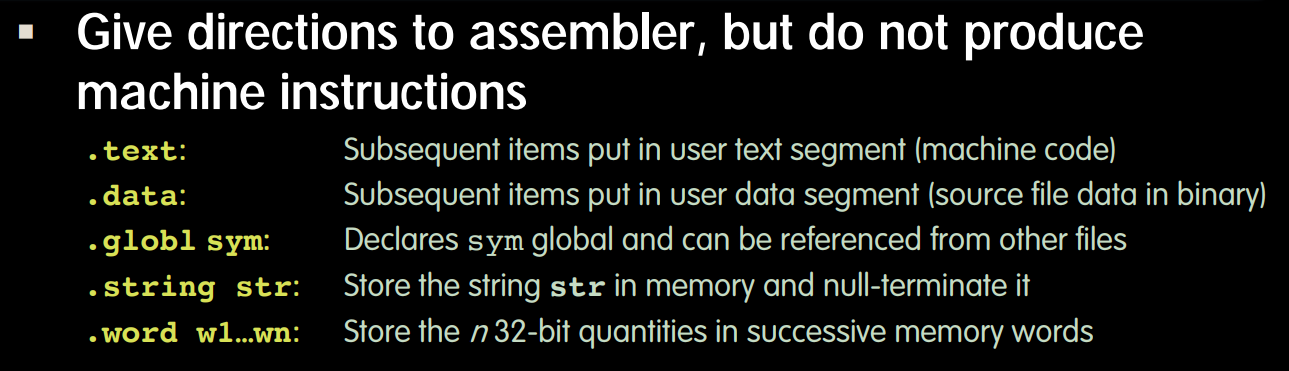 ▪ Give directions to assembler, but do not produce
machine instructions
.text: Subsequent items put in user text segment (machine code)
.data: Subsequent items put in user data segment (source file data in binary)
.globl sym: Declares sym global and can be referenced from other files
.string str: Store the string str in memory and null-terminate it
.word w1…wn: Store the n 32-bit quantities in successive memory words